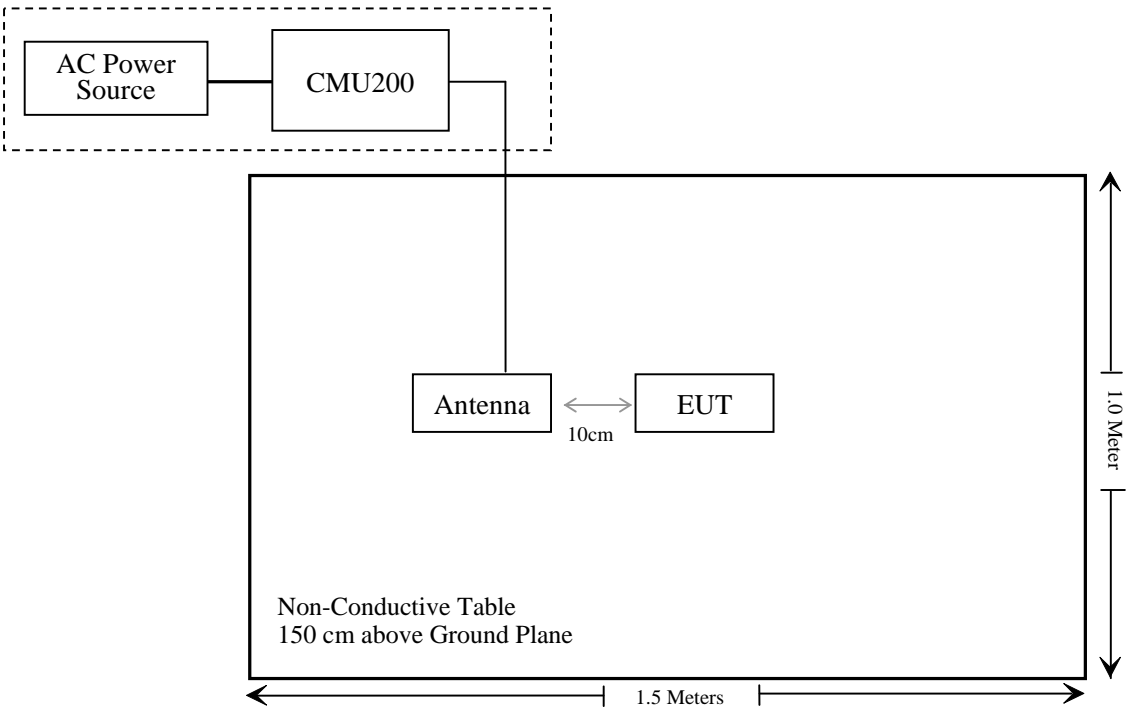 AC Power
Source
CMU200
Antenna
EUT
10cm
1.0 Meter
Non-Conductive Table
150 cm above Ground Plane
1.5 Meters